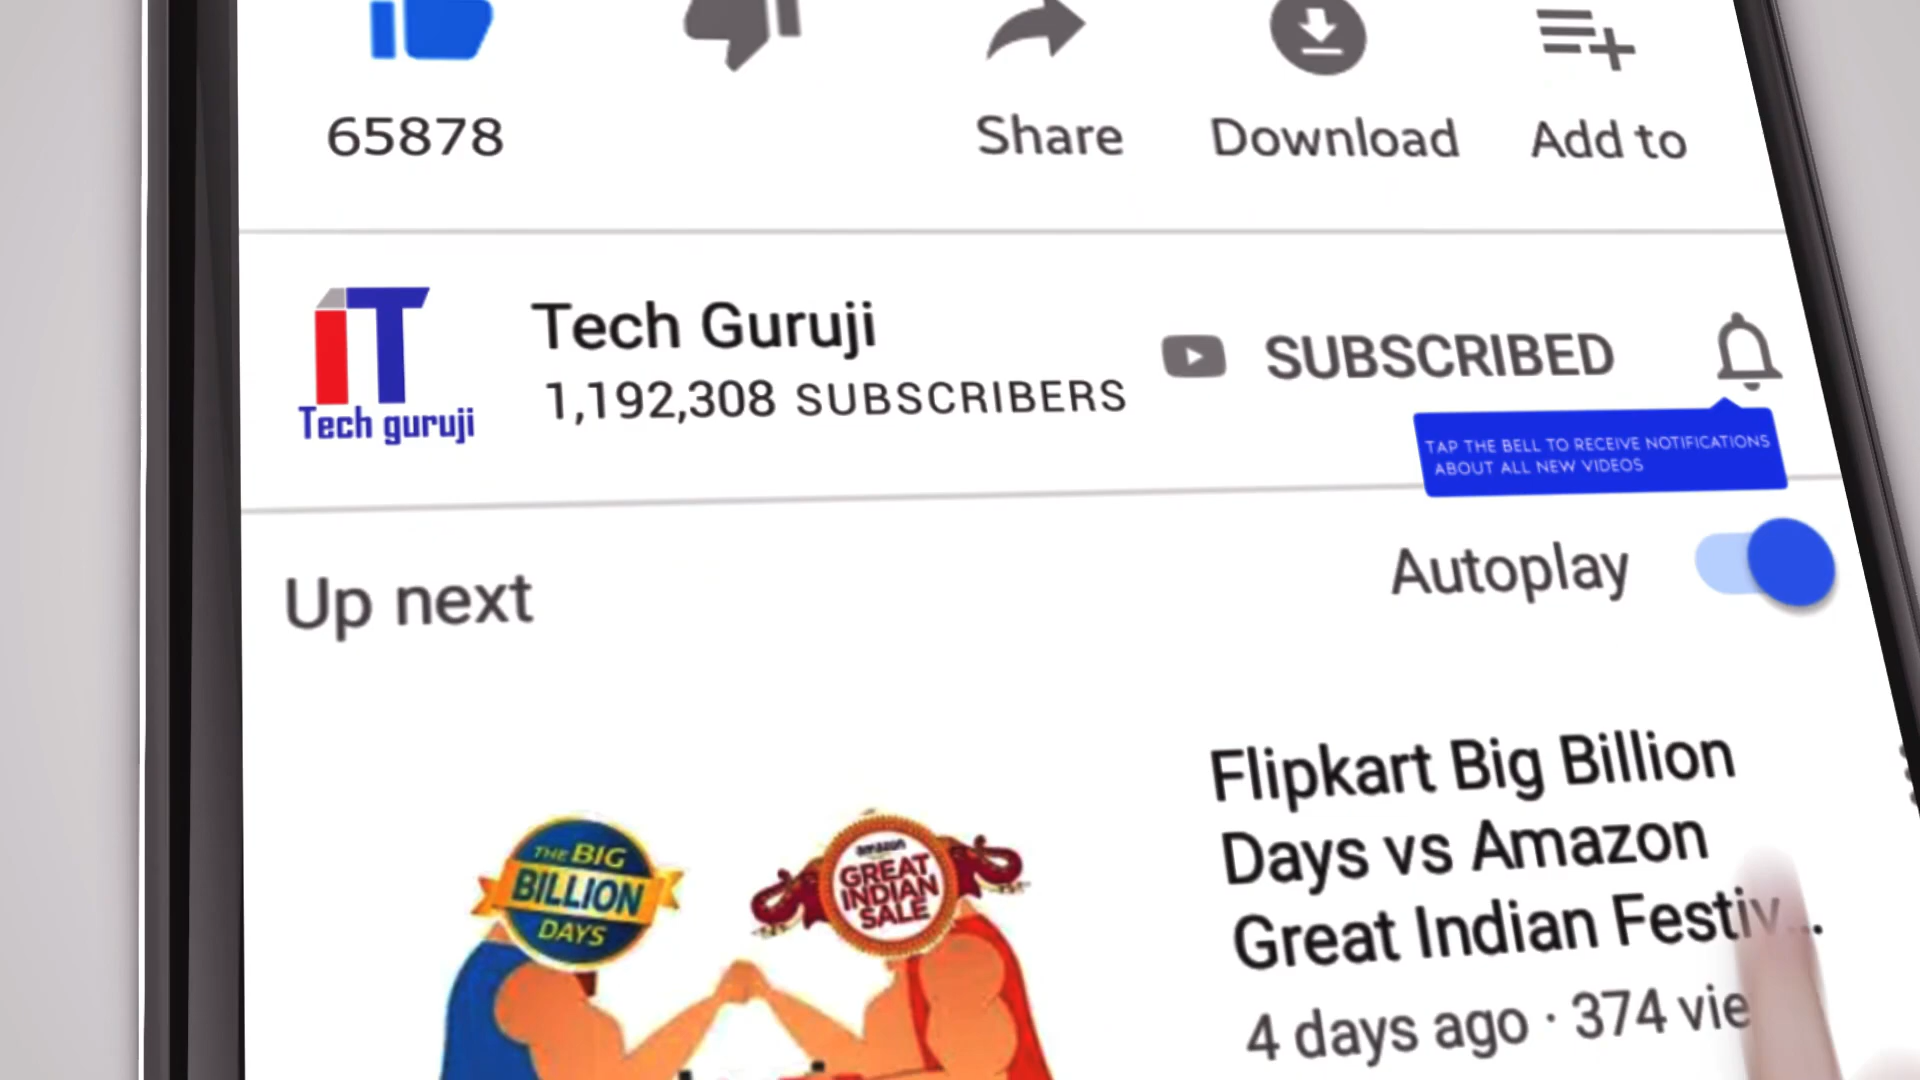 65878
Share
Download
Add to
Tech guruji
Tech Guruji
1,192,308 SUBSCRIBERS
SUBSCRIBED
TAP THE BELL TO RECEIVE NOTIFICATIONS
ABOUT ALL NEW VIDEOS
Up next
Autoplay
Flipkart Big Billion
Days vs Amazon
Great Indian Festiv...
4 days ago · 374 vie
THE BIG
BILLION
DAYS
amazon
GREAT
INDIAN
SALE